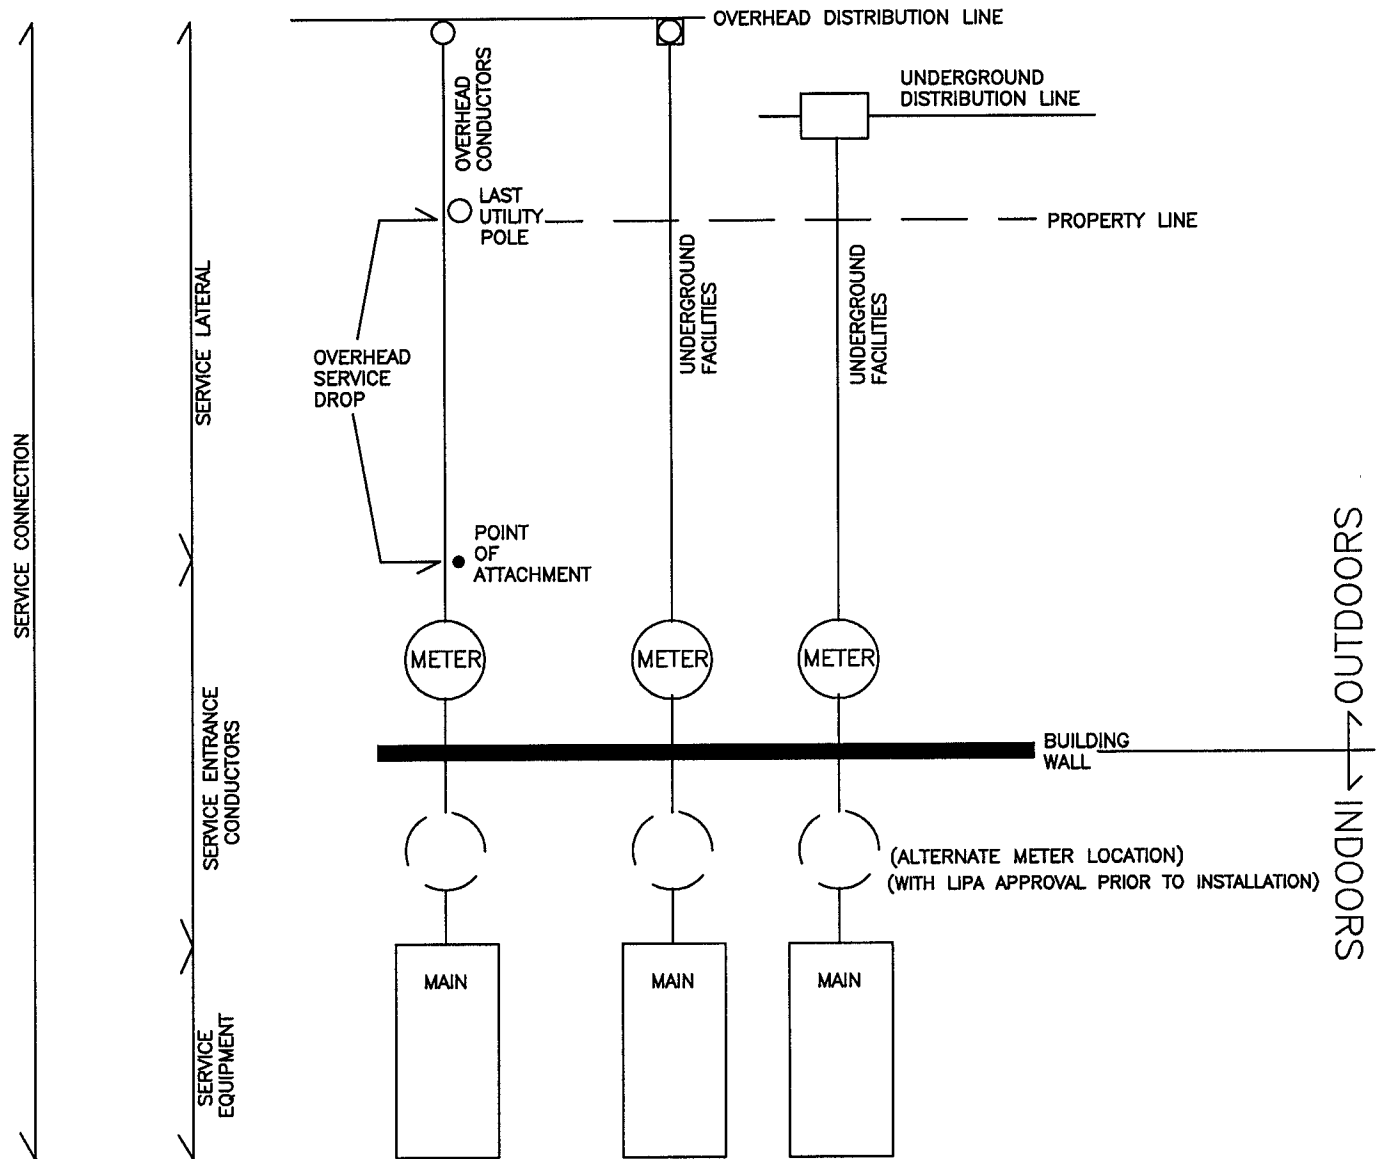 OVERHEAD DISTRIBUTION LINE
OVERHEAD
CONDUCTORS
UNDERGROUND
DISTRIBUTION LINE
LAST
UTILITY
POLE
PROPERTY LINE
SERVICE CONNECTION
SERVICE LATERAL
OVERHEAD
SERVICE
DROP
UNDERGROUND
FACILITIES
UNDERGROUND
FACILITIES
POINT
OF
ATTACHMENT
METER
METER
METER
OUTDOORS
BUILDING
WALL
INDOORS
SERVICE ENTRANCE
CONDUCTORS
(ALTERNATE METER LOCATION)
(WITH LIPA APPROVAL PRIOR TO INSTALLATION)
MAIN
MAIN
MAIN
SERVICE
EQUIPMENT